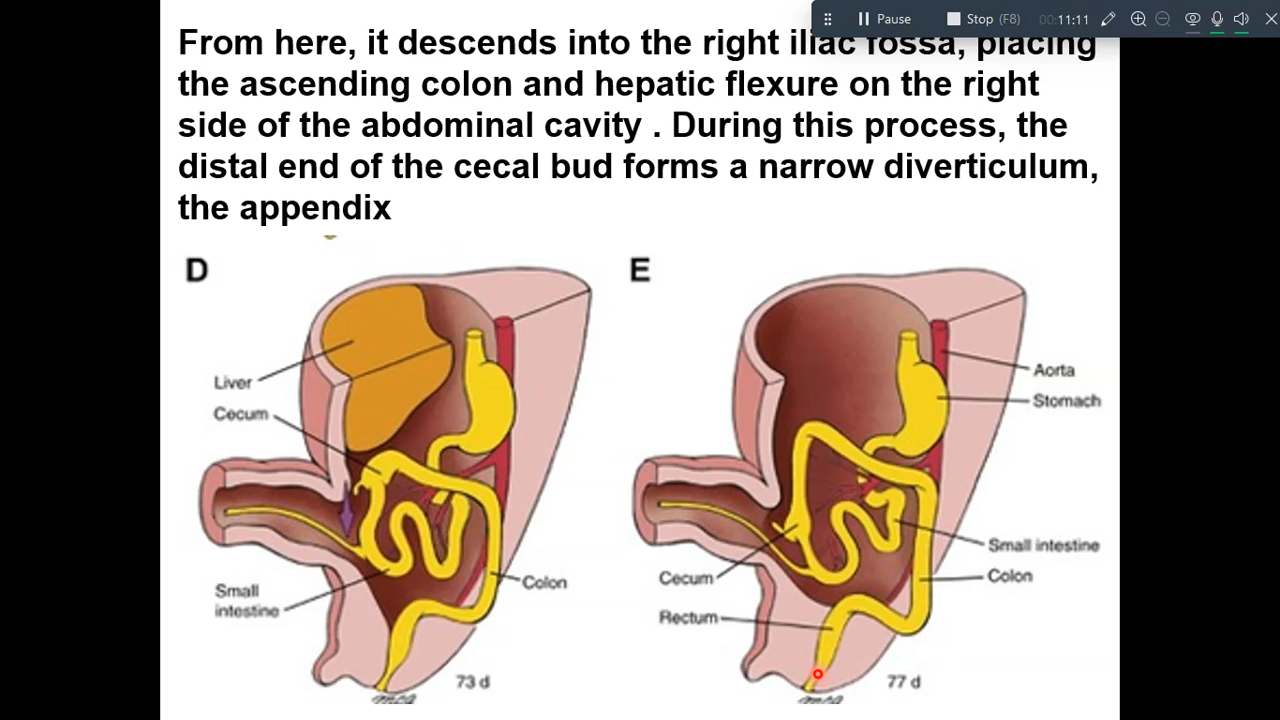 Pause Stop (F8) 00:11:11
From here, it descends into the right iliac fossa, placing
the ascending colon and hepatic flexure on the right
side of the abdominal cavity . During this process, the
distal end of the cecal bud forms a narrow diverticulum,
the appendix
D
E
Liver
Cecum
Small
intestine
Colon
73 d
mca
Aorta
Stomach
Small intestine
Colon
Cecum
Rectum
77 d
mca